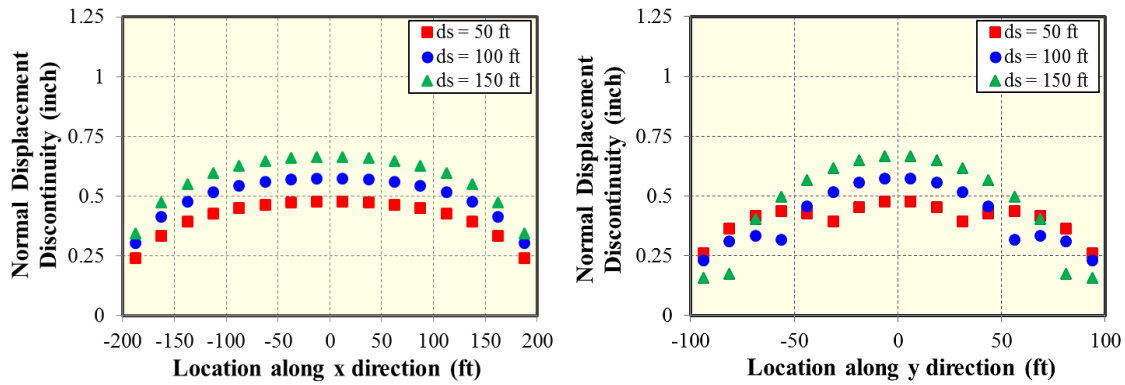 Normal Displacement
Discontinuity (inch)
1.25
1
0.75
0.5
0.25
0
-200 -150 -100 -50 0 50 100 150 200
Location along x direction (ft)
ds = 50 ft
ds = 100 ft
ds = 150 ft
Normal Displacement
Discontinuity (inch)
1.25
1
0.75
0.5
0.25
0
-100 -50 0 50 100
Location along y direction (ft)
ds = 50 ft
ds = 100 ft
ds = 150 ft